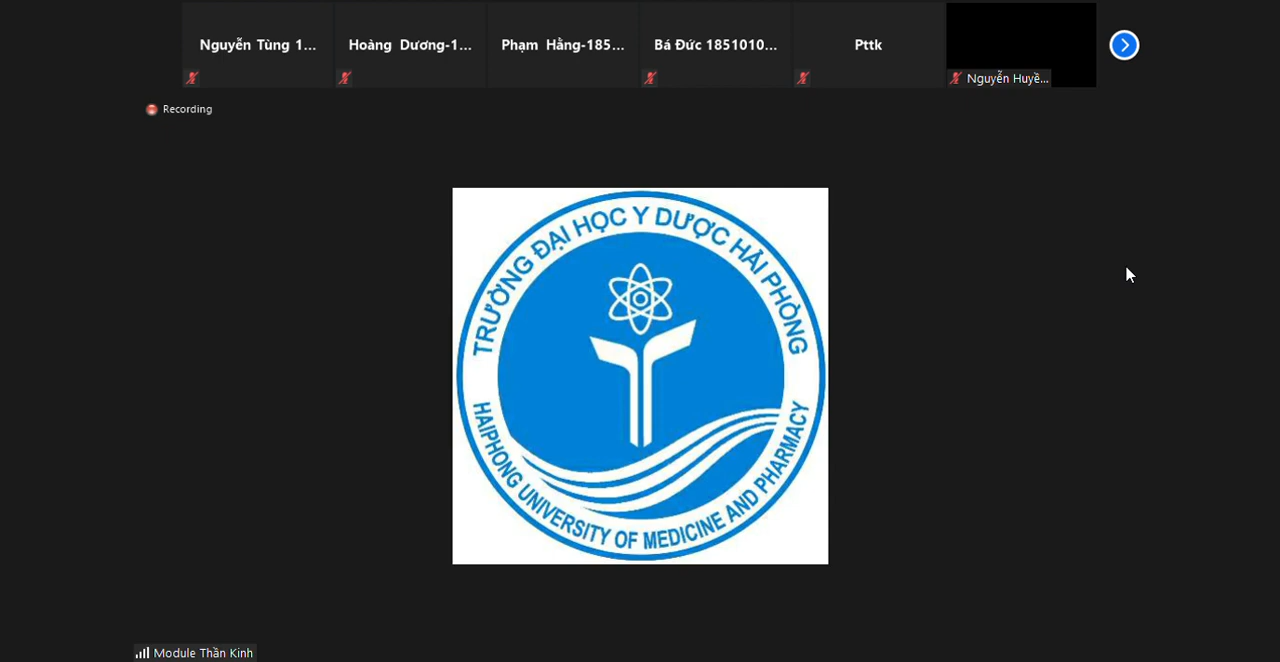 Nguyễn Tùng 1...
Hoàng Dương-1...
Phạm Hằng-185...
Bá Đức 1851010...
Pttk
Nguyễn Huyề...
Recording
TRƯỜNG ĐẠI HỌC Y DƯỢC HẢI PHÒNG
HAIPHONG UNIVERSITY OF MEDICINE AND PHARMACY
Module Thần Kinh